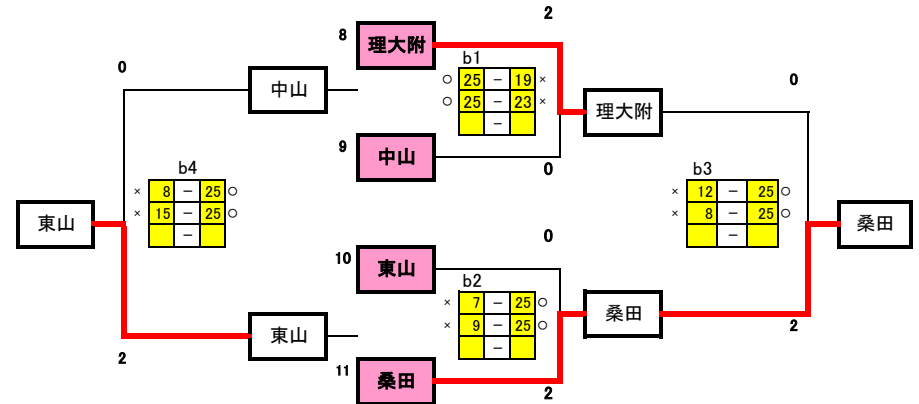 2
8 理大附
0 b1 0
中山 ○ 25 − 19 ×
○ 25 − 23 × 理大附
−
9 中山
0
b4 b3
× 8 − 25 ○ × 12 − 25 ○
× 15 − 25 ○ × 8 − 25 ○
東山 − − 桑田
0
10 東山
b2
× 7 − 25 ○
東山 × 9 − 25 ○ 桑田
− 2
2
11 桑田
2